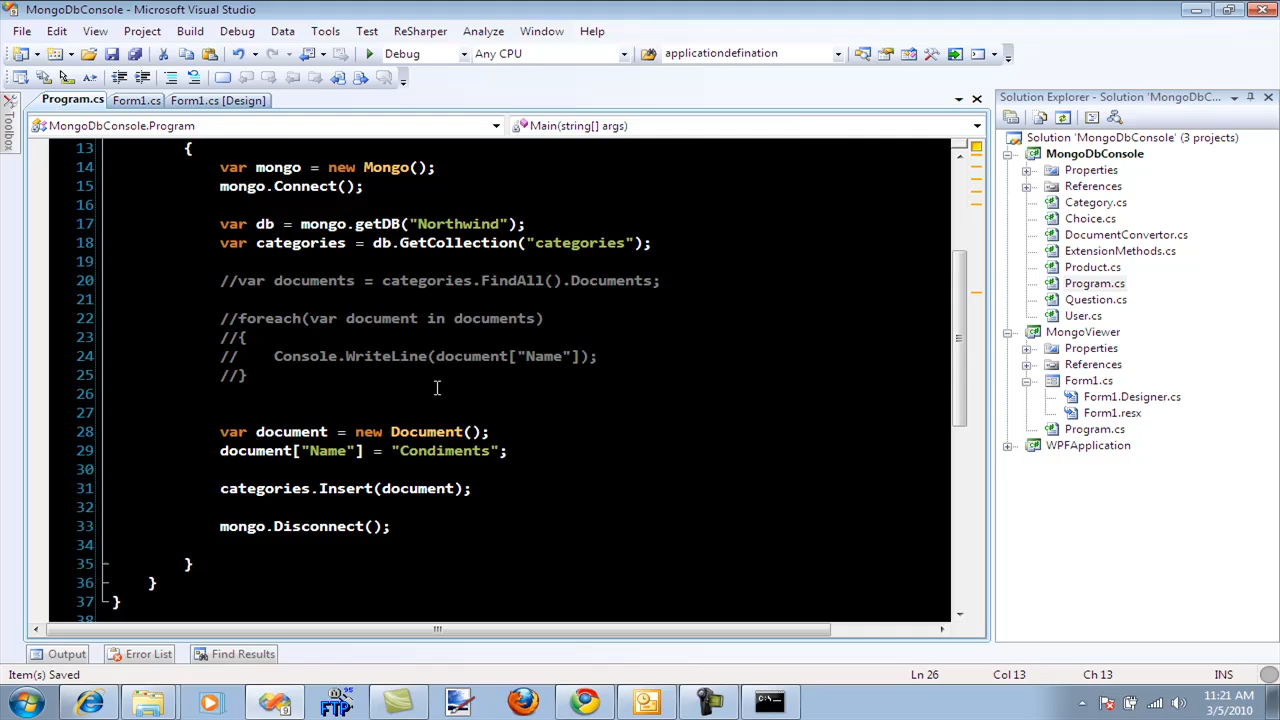 MongoDbConsole - Microsoft Visual Studio
File Edit View Project Build Debug Data Tools Test ReSharper Analyze Window Help
Debug Any CPU applicationdefination
Program.cs Form1.cs Form1.cs [Design]
MongoDbConsole.Program Main(string[] args)
13 {
14 var mongo = new Mongo();
15 mongo.Connect();
16
17 var db = mongo.getDB("Northwind");
18 var categories = db.GetCollection("categories");
19
20 //var documents = categories.FindAll().Documents;
21
22 //foreach(var document in documents)
23 //{
24 // Console.WriteLine(document["Name"]);
25 //}
26
27
28 var document = new Document();
29 document["Name"] = "Condiments";
30
31 categories.Insert(document);
32
33 mongo.Disconnect();
34
35 }
36 }
37 }
38
Toolbox
Solution Explorer - Solution 'MongoDbC...
Solution 'MongoDbConsole' (3 projects)
MongoDbConsole
Properties
References
Category.cs
Choice.cs
DocumentConvertor.cs
ExtensionMethods.cs
Product.cs
Program.cs
Question.cs
User.cs
MongoViewer
Properties
References
Form1.cs
Form1.Designer.cs
Form1.resx
Program.cs
WPFApplication
Output Error List Find Results
Item(s) Saved Ln 26 Col 13 Ch 13 INS
FTP
11:21 AM
3/5/2010